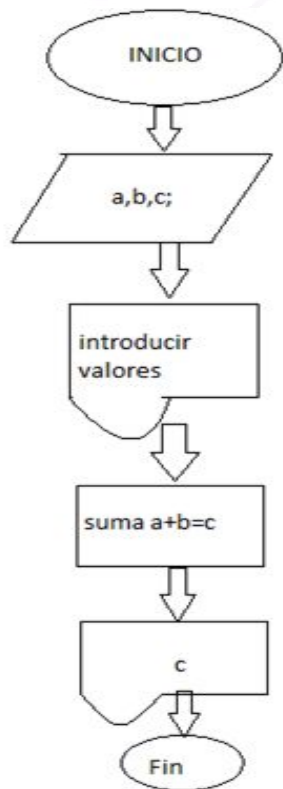 INICIO
a,b,c;
introducir
valores
suma a+b=c
c
Fin